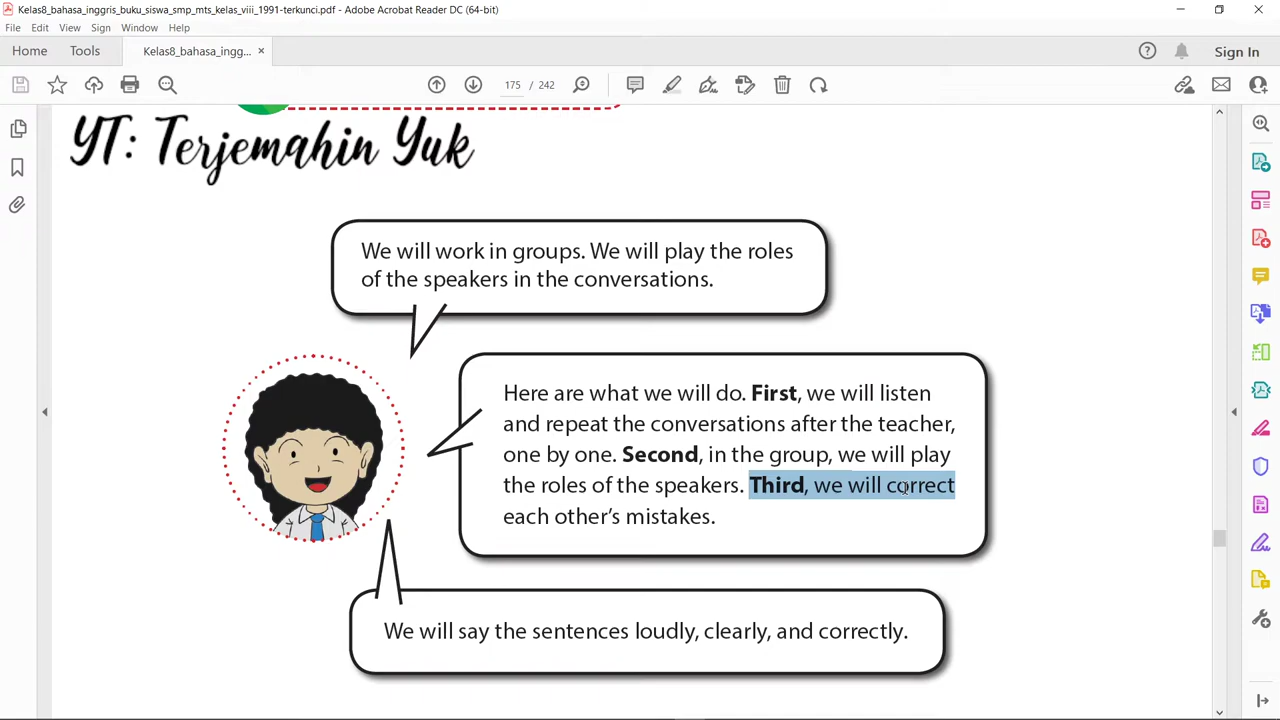 Kelas8_bahasa_inggris_buku_siswa_smp_mts_kelas_viii_1991-terkunci.pdf - Adobe Acrobat Reader DC (64-bit)
File Edit View Sign Window Help
Home Tools Kelas8_bahasa_ingg... × Sign In
175 / 242
YT: Terjemahin Yuk
We will work in groups. We will play the roles
of the speakers in the conversations.
Here are what we will do. First, we will listen
and repeat the conversations after the teacher,
one by one. Second, in the group, we will play
the roles of the speakers. Third, we will correct
each other's mistakes.
We will say the sentences loudly, clearly, and correctly.